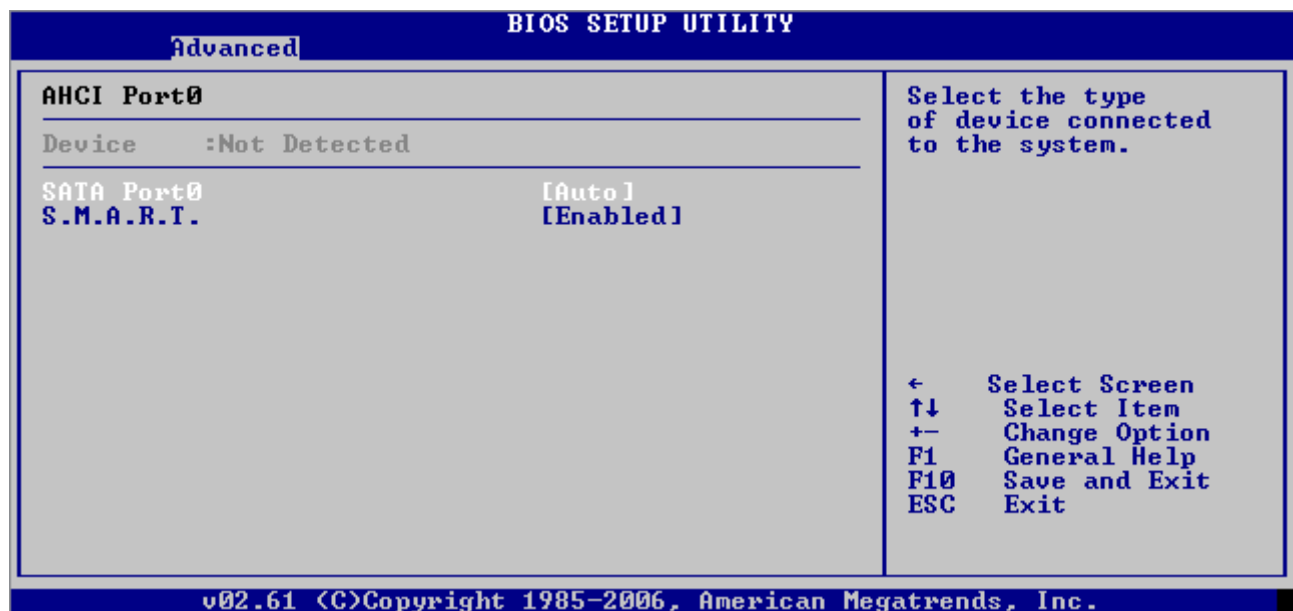 BIOS SETUP UTILITY
Advanced
AHCI Port0
Device :Not Detected
SATA Port0 [Auto]
S.M.A.R.T. [Enabled]
Select the type
of device connected
to the system.
← Select Screen
↑↓ Select Item
+- Change Option
F1 General Help
F10 Save and Exit
ESC Exit
v02.61 (C)Copyright 1985-2006, American Megatrends, Inc.